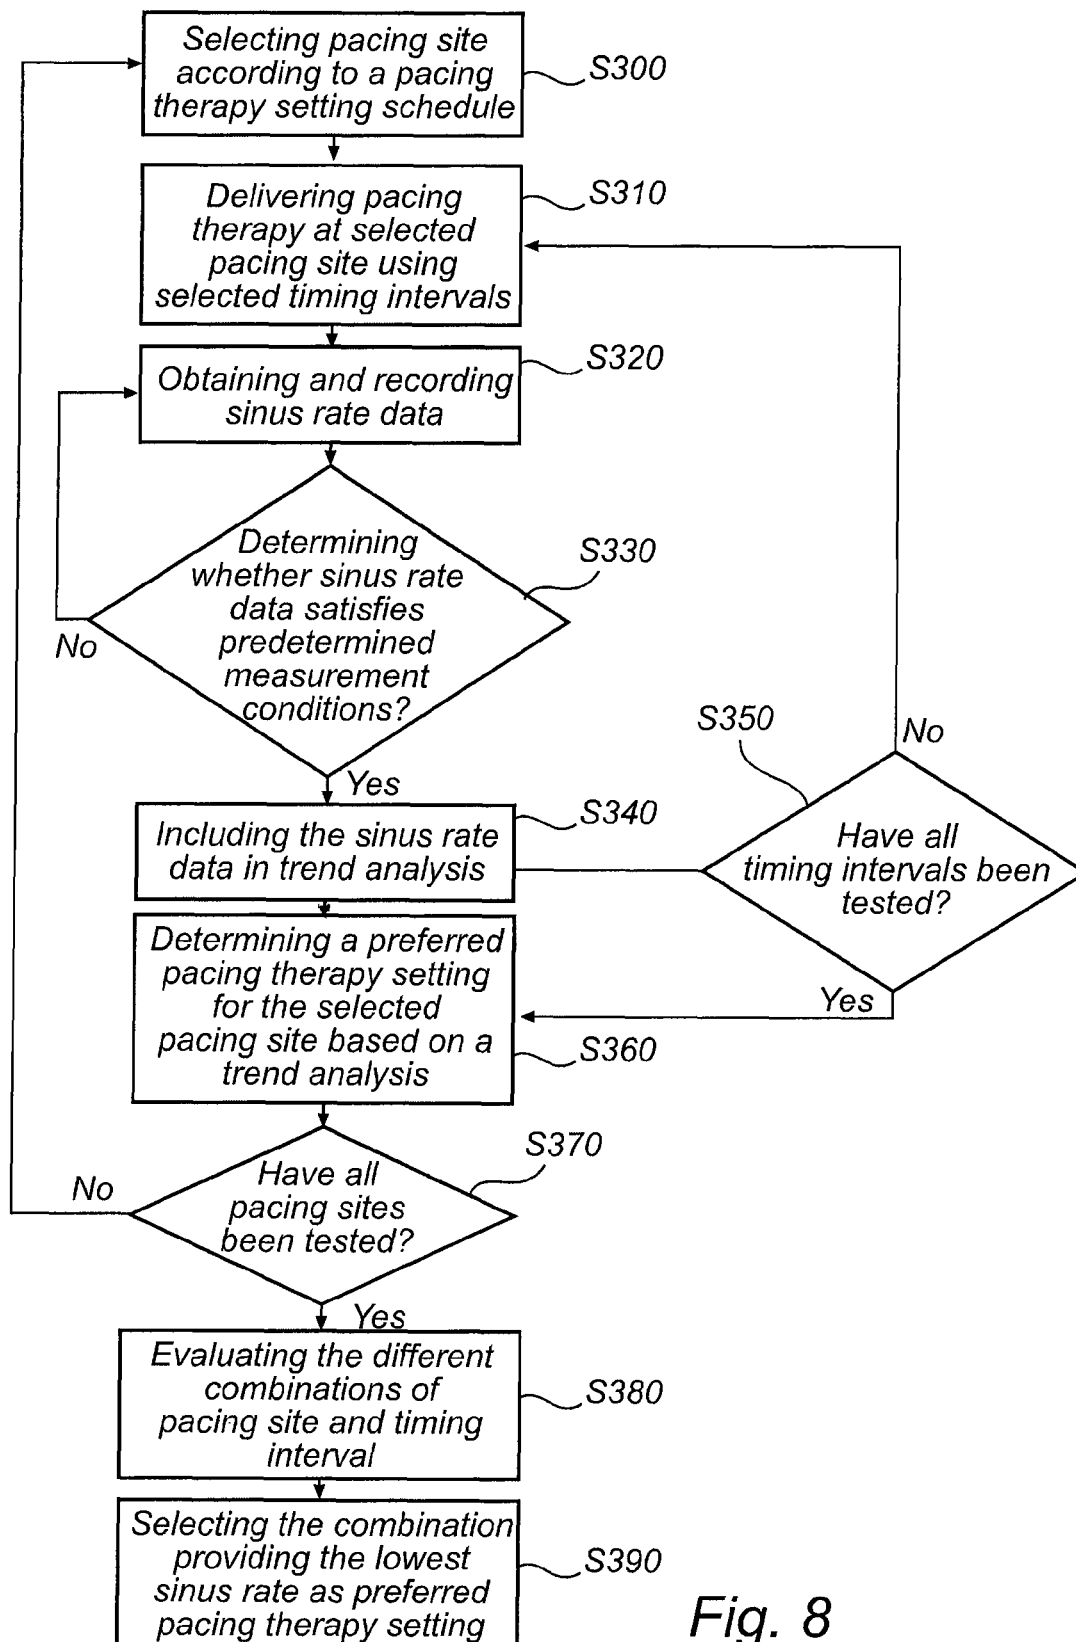 Selecting pacing site
according to a pacing
therapy setting schedule
S300
Delivering pacing
therapy at selected
pacing site using
selected timing intervals
S310
Obtaining and recording
sinus rate data
S320
Determining
whether sinus rate
data satisfies
predetermined
measurement
conditions?
S330
No
Yes
Including the sinus rate
data in trend analysis
S340
S350
No
Have all
timing intervals been
tested?
Yes
Determining a preferred
pacing therapy setting
for the selected
pacing site based on a
trend analysis
S360
Have all
pacing sites
been tested?
S370
No
Yes
Evaluating the different
combinations of
pacing site and timing
interval
S380
Selecting the combination
providing the lowest
sinus rate as preferred
pacing therapy setting
S390
Fig. 8